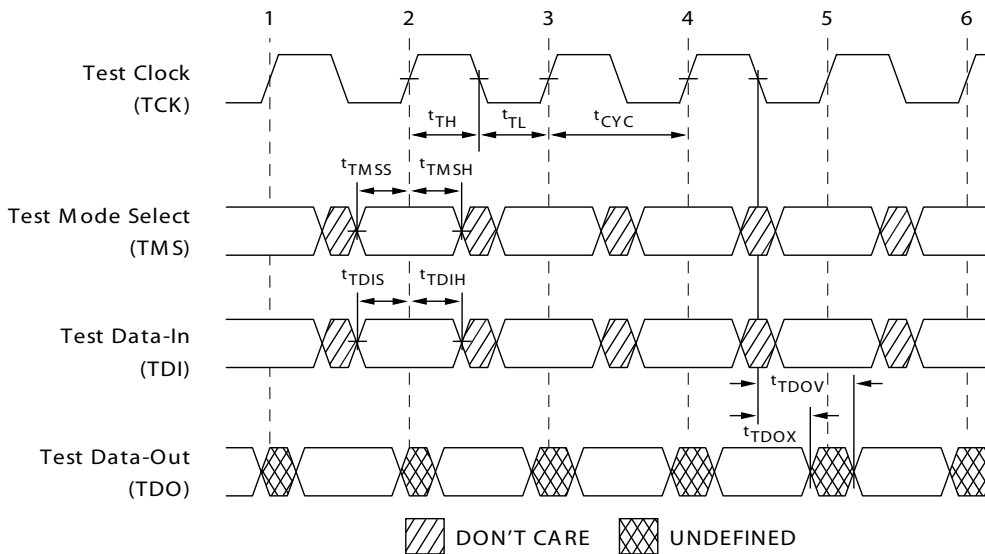 1 2 3 4 5 6
Test Clock
(TCK)
tTH tTL tCYC
tTMSS tTMSH
Test Mode Select
(TMS)
tTDIS tTDIH
Test Data-In
(TDI)
tTDOV
tTDOX
Test Data-Out
(TDO)
DON'T CARE UNDEFINED